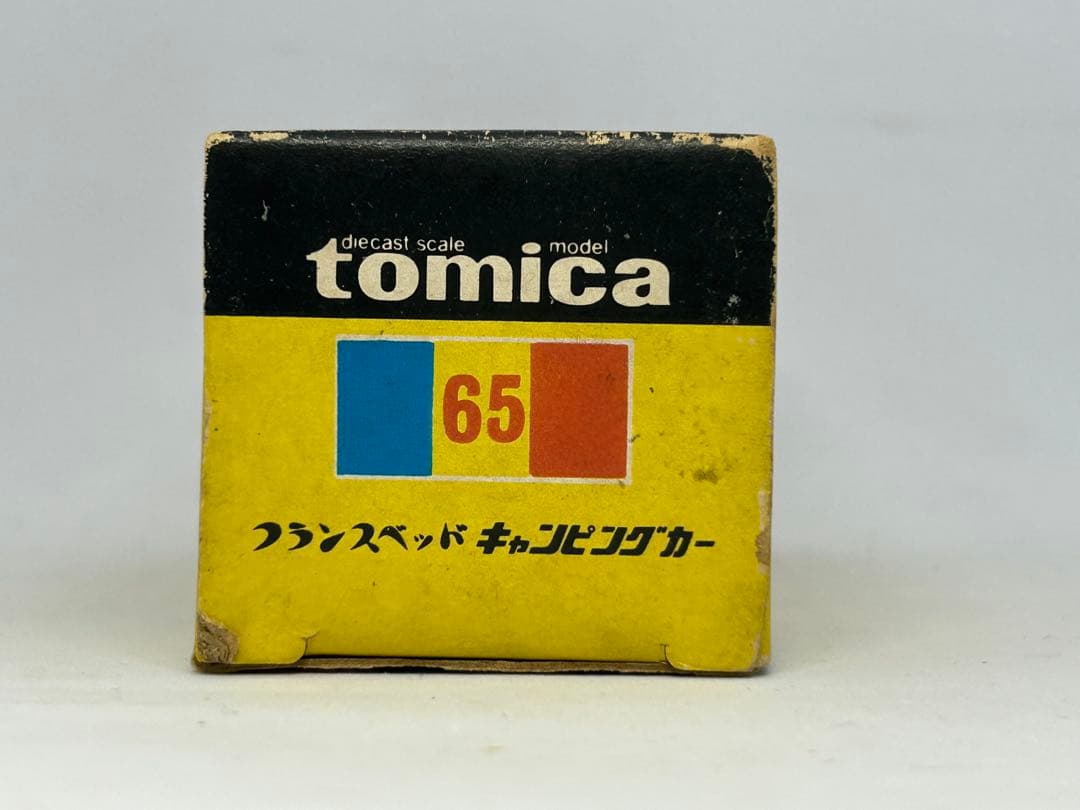 diecast scale model
tomica
65
フランスベッド キャンピングカー